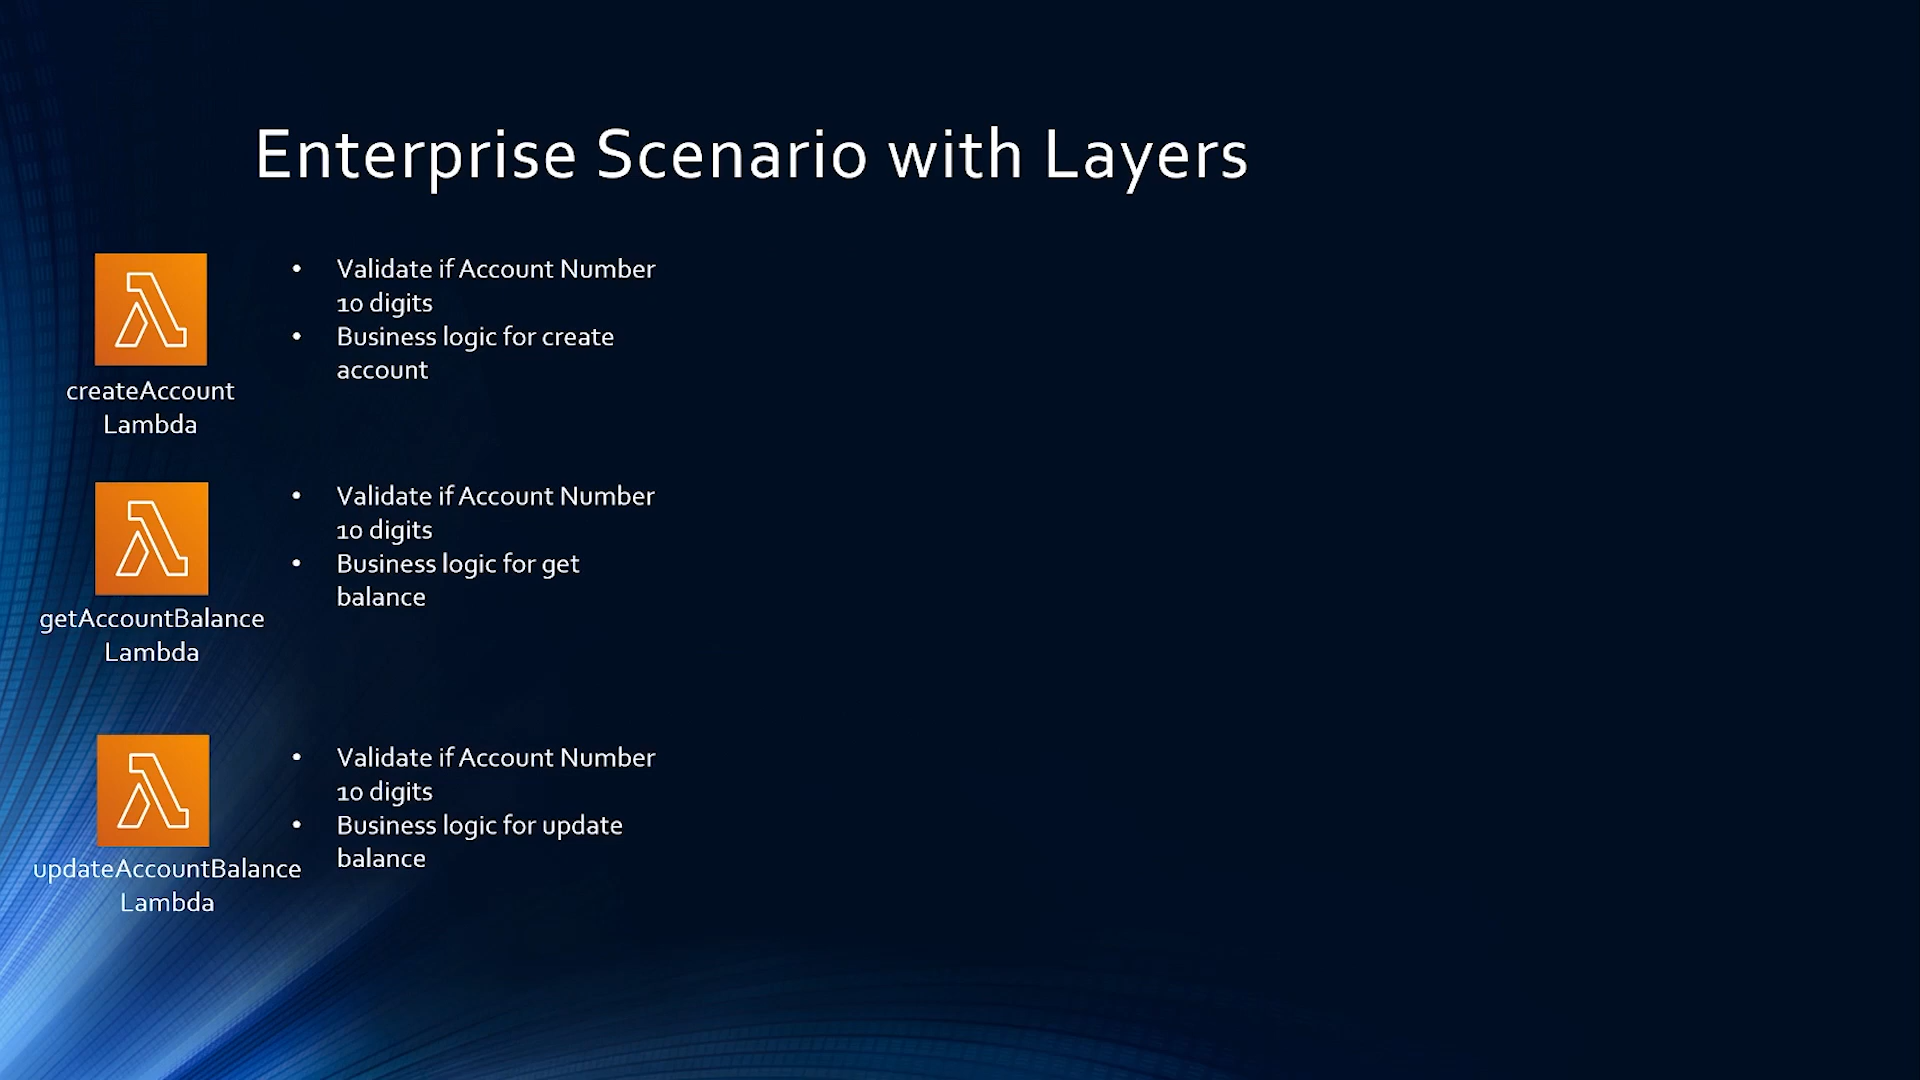 Enterprise Scenario with Layers
• Validate if Account Number
10 digits
• Business logic for create
account
createAccount
Lambda
• Validate if Account Number
10 digits
• Business logic for get
balance
getAccountBalance
Lambda
• Validate if Account Number
10 digits
• Business logic for update
balance
updateAccountBalance
Lambda